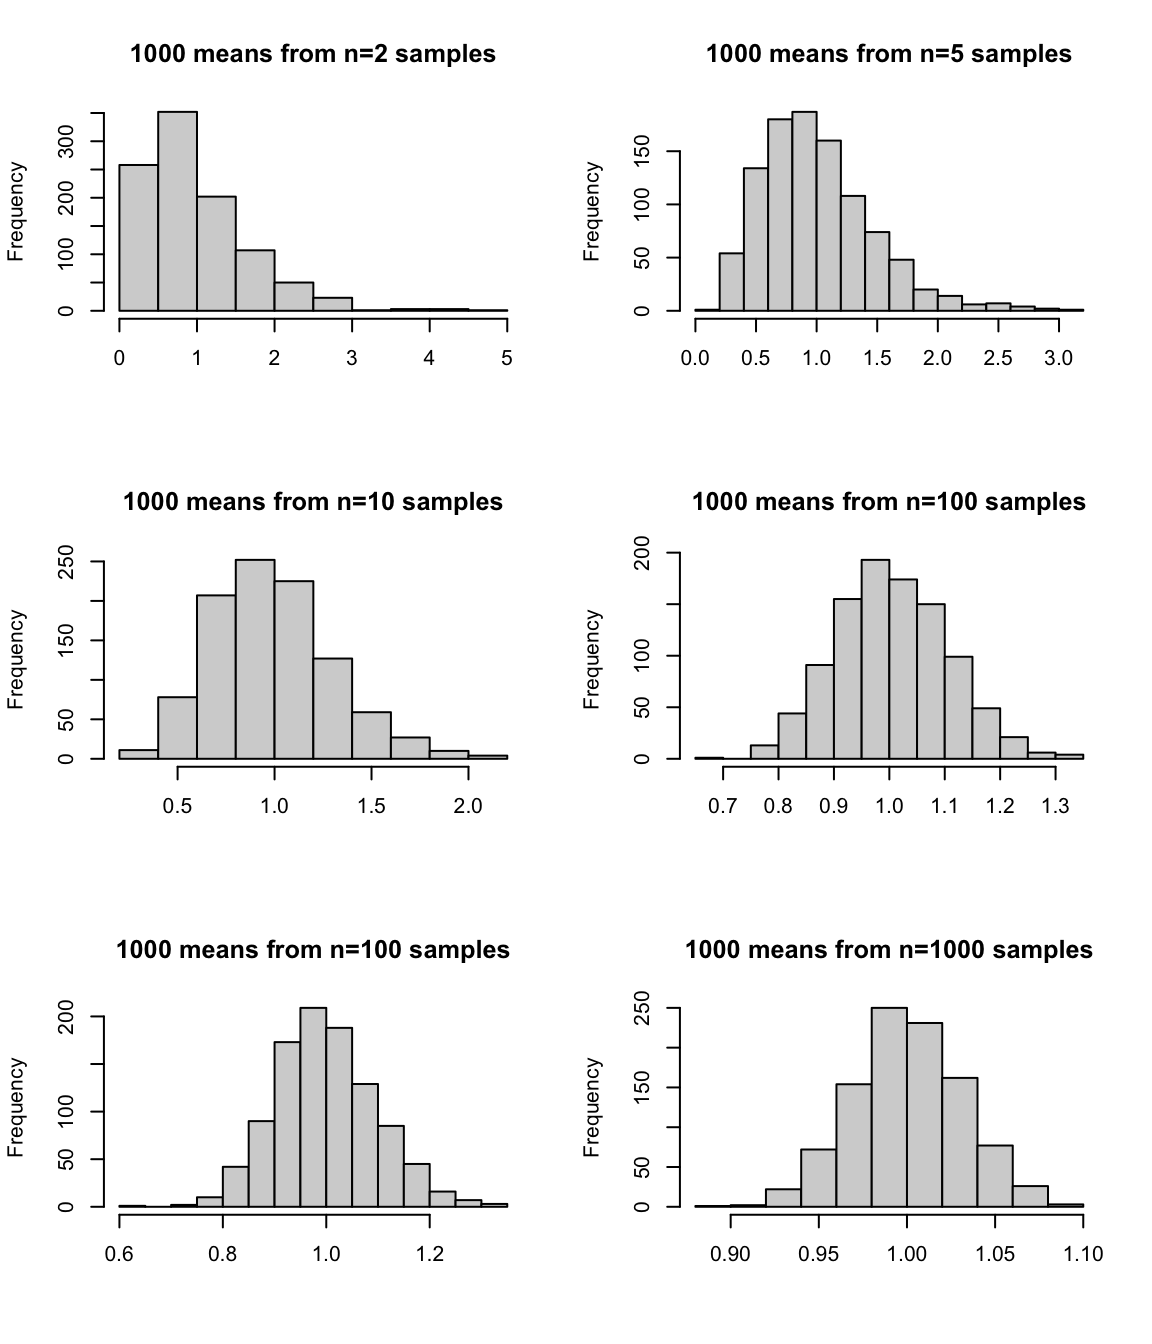 1000 means from n=2 samples
Frequency
0 100 200 300
0 1 2 3 4 5
1000 means from n=5 samples
Frequency
0 50 100 150
0.0 0.5 1.0 1.5 2.0 2.5 3.0
1000 means from n=10 samples
Frequency
0 50 150 250
0.5 1.0 1.5 2.0
1000 means from n=100 samples
Frequency
0 50 100 200
0.7 0.8 0.9 1.0 1.1 1.2 1.3
1000 means from n=100 samples
Frequency
0 50 100 200
0.6 0.8 1.0 1.2
1000 means from n=1000 samples
Frequency
0 50 150 250
0.90 0.95 1.00 1.05 1.10